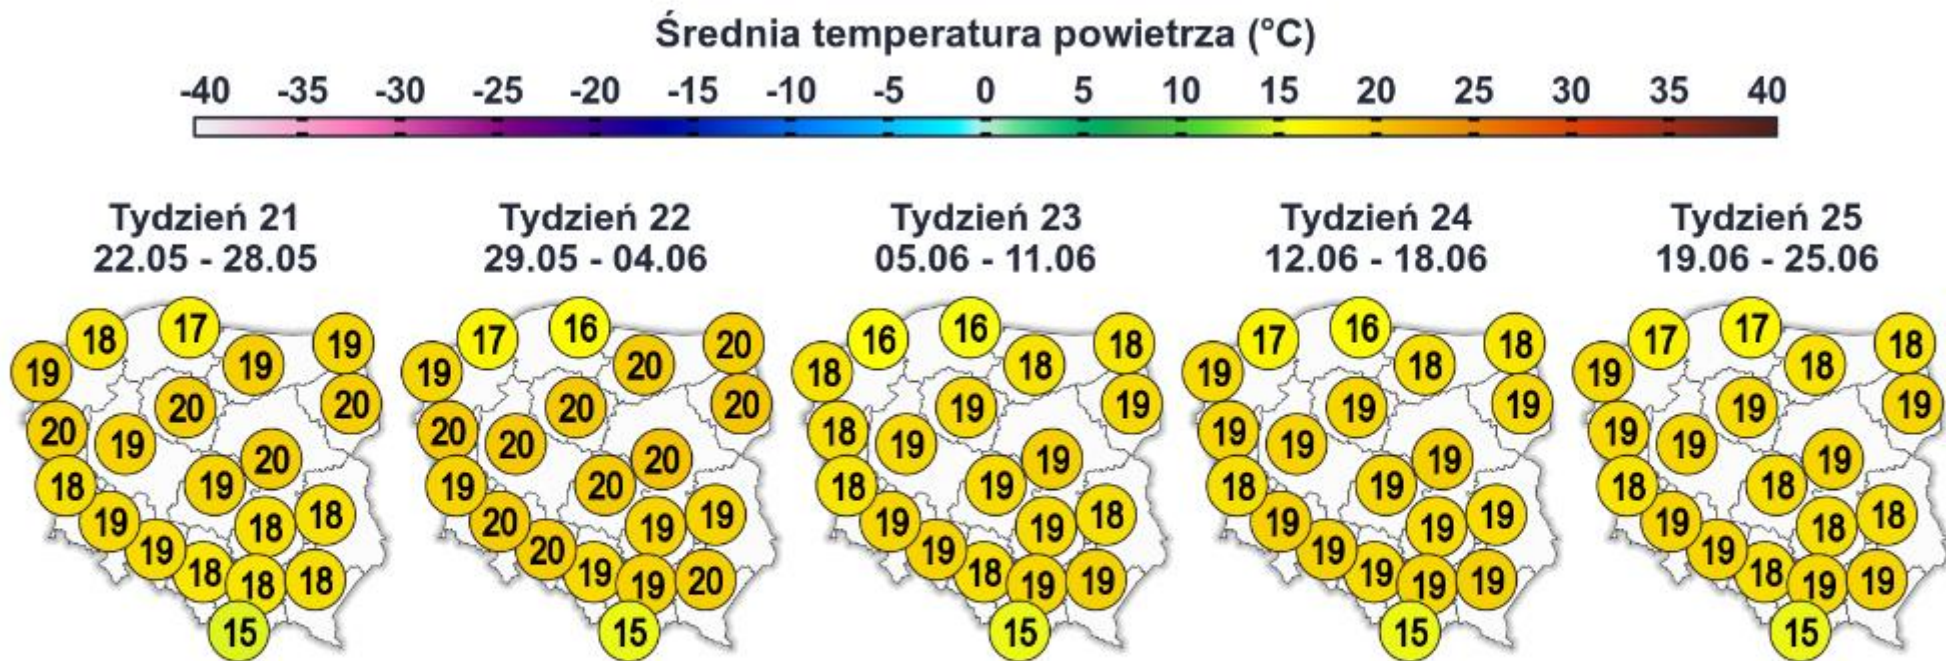 Średnia temperatura powietrza (°C)
-40 -35 -30 -25 -20 -15 -10 -5 0 5 10 15 20 25 30 35 40
Tydzień 21 Tydzień 22 Tydzień 23 Tydzień 24 Tydzień 25
22.05 - 28.05 29.05 - 04.06 05.06 - 11.06 12.06 - 18.06 19.06 - 25.06
18 17 19 17 16 20 16 16 18 17 16 18 17 17 18
19 19 19 20 18 18 19 18 19 18
20 20 20 20 19 19 19 19 19 19
20 19 20 20 20 20 18 19 19 19 19 19 19 19 19
18 19 19 20 18 19 18 19 18 18
19 18 18 20 19 19 19 19 18 19 19 19 19 18 18
19 18 18 18 20 19 19 20 19 18 19 19 19 19 19 19 19 18 19 19
15 15 15 15 15